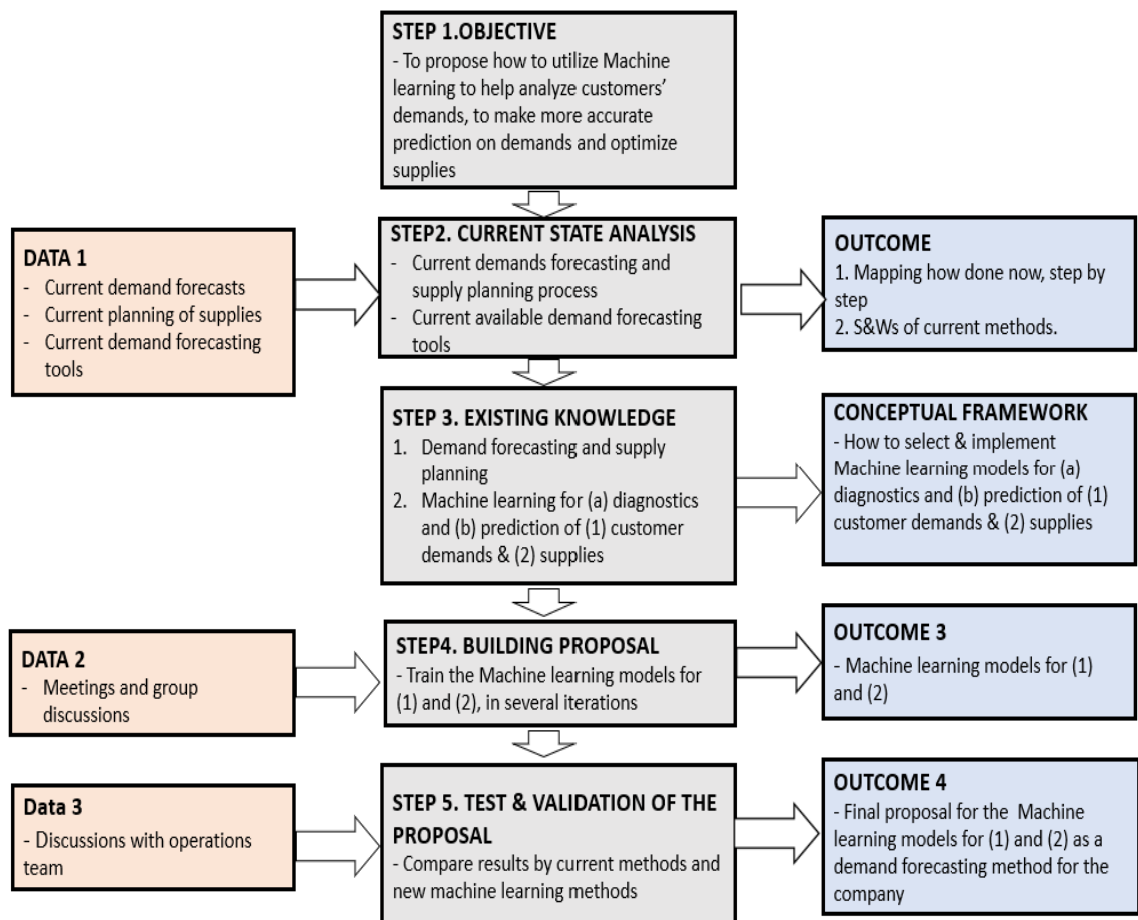 STEP 1.OBJECTIVE
- To propose how to utilize Machine
learning to help analyze customers’
demands, to make more accurate
prediction on demands and optimize
supplies
DATA 1
- Current demand forecasts
- Current planning of supplies
- Current demand forecasting
tools
STEP2. CURRENT STATE ANALYSIS
- Current demands forecasting and
supply planning process
- Current available demand forecasting
tools
OUTCOME
1. Mapping how done now, step by
step
2. S&Ws of current methods.
STEP 3. EXISTING KNOWLEDGE
1. Demand forecasting and supply
planning
2. Machine learning for (a) diagnostics
and (b) prediction of (1) customer
demands & (2) supplies
CONCEPTUAL FRAMEWORK
- How to select & implement
Machine learning models for (a)
diagnostics and (b) prediction of (1)
customer demands & (2) supplies
DATA 2
- Meetings and group
discussions
STEP4. BUILDING PROPOSAL
- Train the Machine learning models for
(1) and (2), in several iterations
OUTCOME 3
- Machine learning models for (1)
and (2)
Data 3
- Discussions with operations
team
STEP 5. TEST & VALIDATION OF THE
PROPOSAL
- Compare results by current methods and
new machine learning methods
OUTCOME 4
- Final proposal for the Machine
learning models for (1) and (2) as a
demand forecasting method for the
company